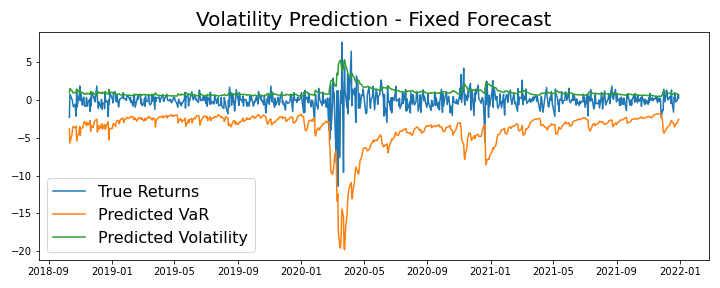 Volatility Prediction - Fixed Forecast
5
0
−5
−10
−15
−20
True Returns
Predicted VaR
Predicted Volatility
2018-09 2019-01 2019-05 2019-09 2020-01 2020-05 2020-09 2021-01 2021-05 2021-09 2022-01